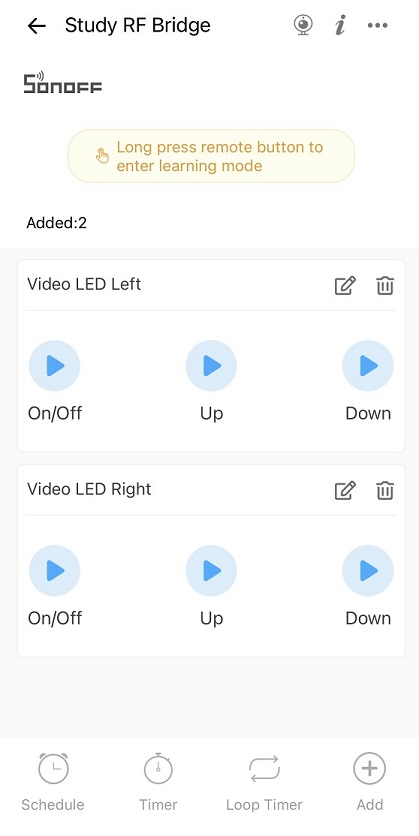 Study RF Bridge
SONOFF
Long press remote button to
enter learning mode
Added:2
Video LED Left
On/Off Up Down
Video LED Right
On/Off Up Down
Schedule Timer Loop Timer Add